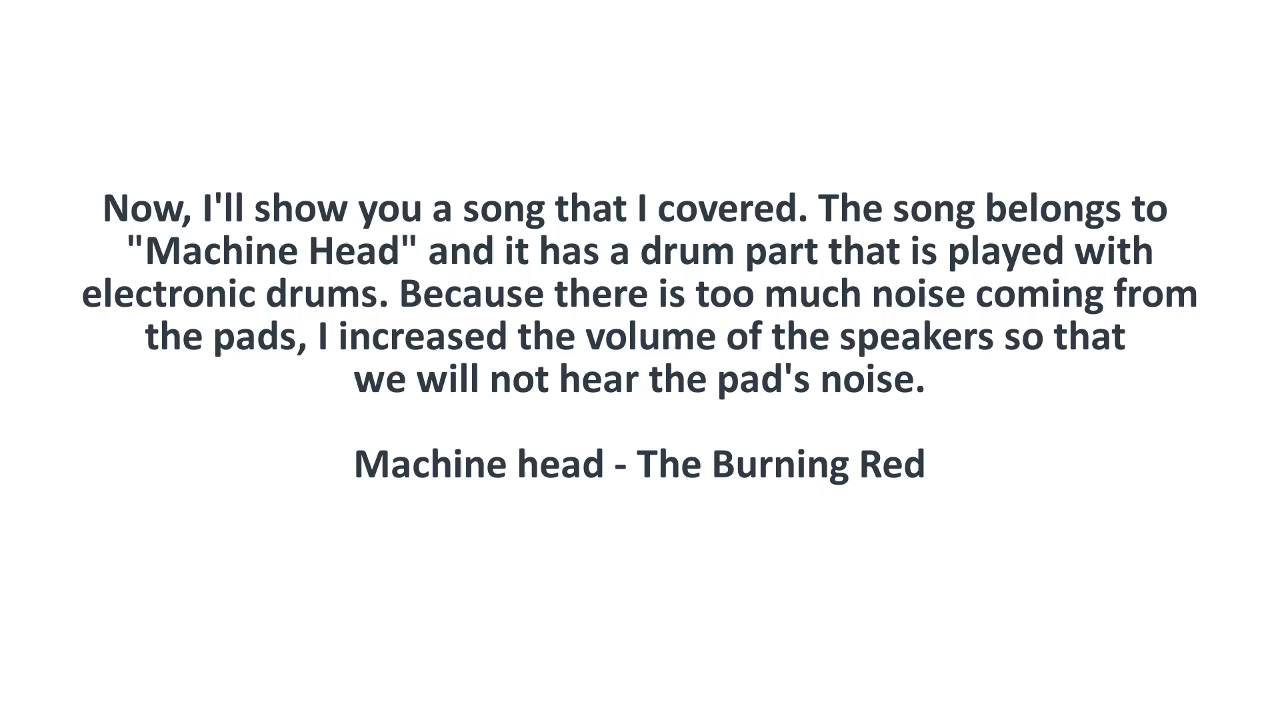 Now, I'll show you a song that I covered. The song belongs to
"Machine Head" and it has a drum part that is played with
electronic drums. Because there is too much noise coming from
the pads, I increased the volume of the speakers so that
we will not hear the pad's noise.
Machine head - The Burning Red